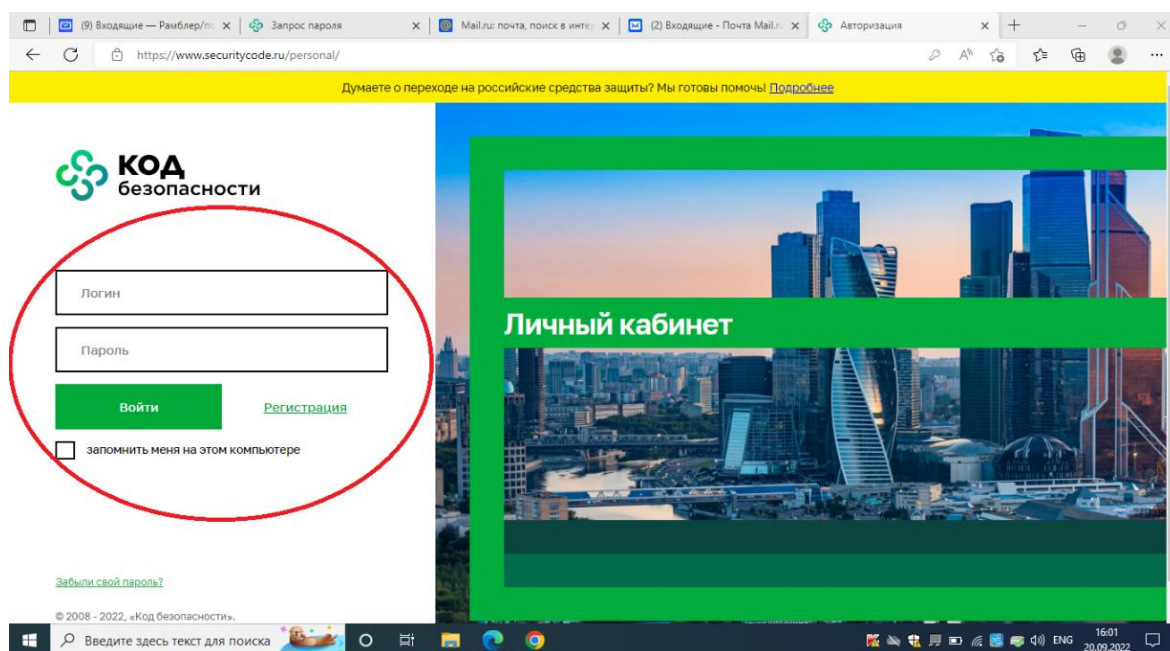 (9) Входящие — Рамблер/по
Запрос пароля
Mail.ru: почта, поиск в интер
(2) Входящие - Почта Mail.ru
Авторизация
https://www.securitycode.ru/personal/
Думаете о переходе на российские средства защиты? Мы готовы помочь! Подробнее
КОД
безопасности
Логин
Личный кабинет
Пароль
Войти
Регистрация
запомнить меня на этом компьютере
Забыли свой пароль?
© 2008 - 2022, «Код безопасности».
Введите здесь текст для поиска
ENG
16:01
20.09.2022